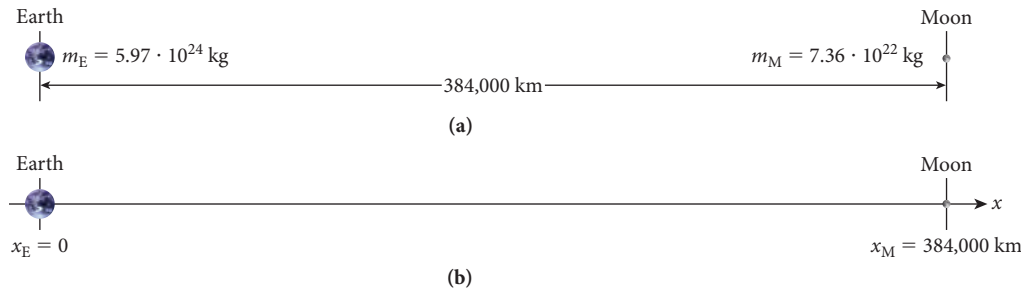 Earth Moon
m_E = 5.97 · 10^24 kg m_M = 7.36 · 10^22 kg
384,000 km
(a)
Earth Moon
x
x_E = 0 x_M = 384,000 km
(b)